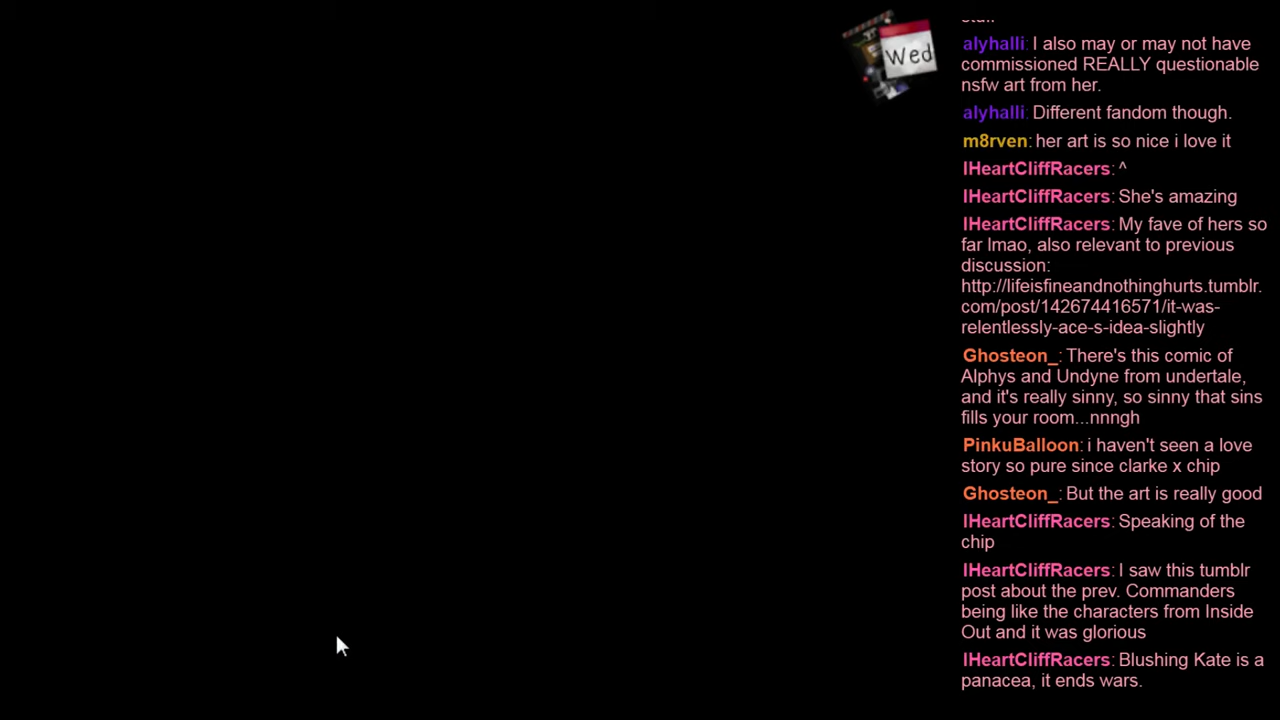 stuff
Wed
alyhalli: I also may or may not have
commissioned REALLY questionable
nsfw art from her.
alyhalli: Different fandom though.
m8rven: her art is so nice i love it
IHeartCliffRacers: ^
IHeartCliffRacers: She's amazing
IHeartCliffRacers: My fave of hers so
far lmao, also relevant to previous
discussion:
http://lifeisfineandnothinghurts.tumblr.
com/post/142674416571/it-was-
relentlessly-ace-s-idea-slightly
Ghosteon_: There's this comic of
Alphys and Undyne from undertale,
and it's really sinny, so sinny that sins
fills your room...nnngh
PinkuBalloon: i haven't seen a love
story so pure since clarke x chip
Ghosteon_: But the art is really good
IHeartCliffRacers: Speaking of the
chip
IHeartCliffRacers: I saw this tumblr
post about the prev. Commanders
being like the characters from Inside
Out and it was glorious
IHeartCliffRacers: Blushing Kate is a
panacea, it ends wars.